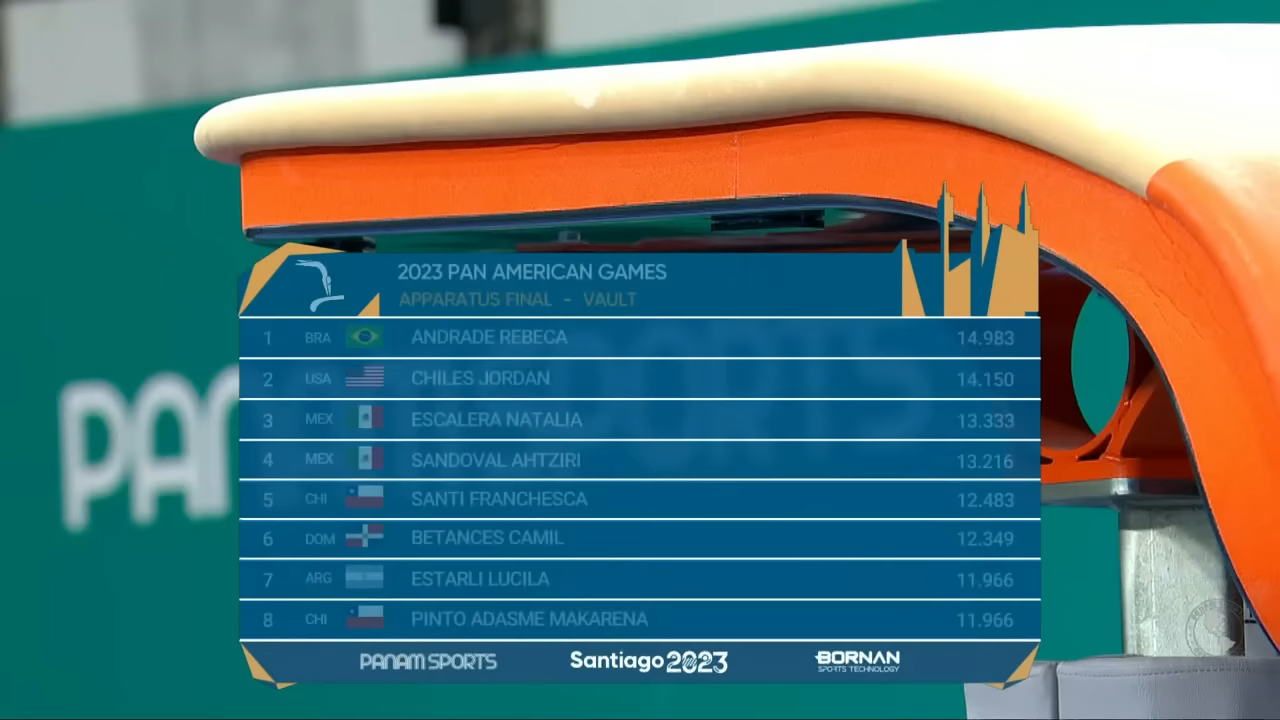 2023 PAN AMERICAN GAMES
APPARATUS FINAL - VAULT
1 BRA ANDRADE REBECA 14.983
2 USA CHILES JORDAN 14.150
3 MEX ESCALERA NATALIA 13.333
4 MEX SANDOVAL AHTZIRI 13.216
5 CHI SANTI FRANCHESCA 12.483
6 DOM BETANCES CAMIL 12.349
7 ARG ESTARLI LUCILA 11.966
8 CHI PINTO ADASME MAKARENA 11.966
PANAM SPORTS Santiago 2023 BORNAN
SPORTS TECHNOLOGY
PANAM SPORTS